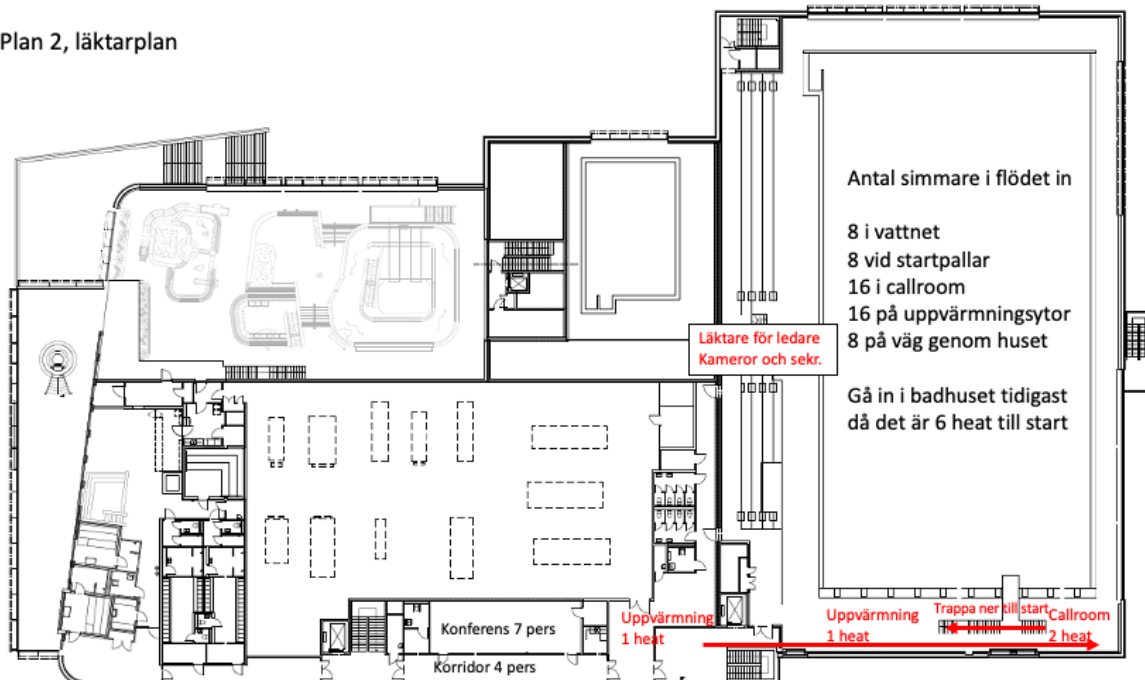 Plan 2, läktarplan
Antal simmare i flödet in
8 i vattnet
8 vid startpallar
16 i callroom
16 på uppvärmningsytor
8 på väg genom huset
Gå in i badhuset tidigast
då det är 6 heat till start
Läktare för ledare
Kameror och sekr.
Uppvärmning
1 heat
Uppvärmning
1 heat
Trappa ner till start
Callroom
2 heat
Konferens 7 pers
Korridor 4 pers